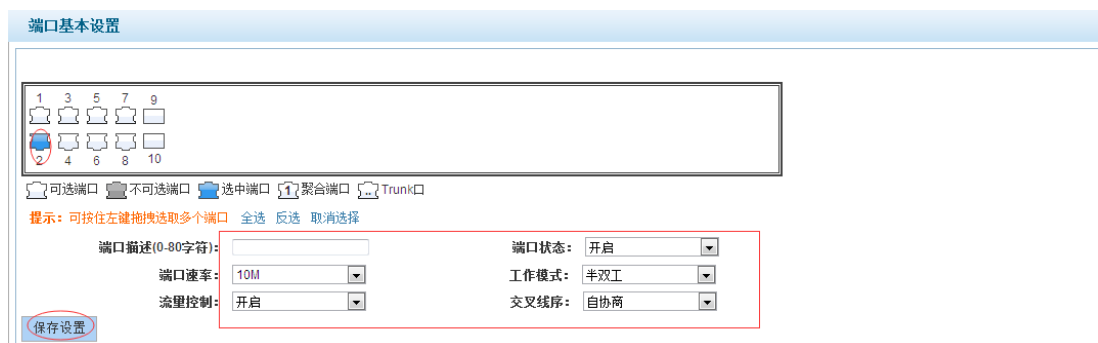 端口基本设置
1 3 5 7 9
2 4 6 8 10
可选端口 不可选端口 选中端口 1 聚合端口 .. Trunk口
提示：可按住左键拖拽选取多个端口 全选 反选 取消选择
端口描述(0-80字符): 端口状态: 开启
端口速率: 10M 工作模式: 半双工
流量控制: 开启 交叉线序: 自协商
保存设置